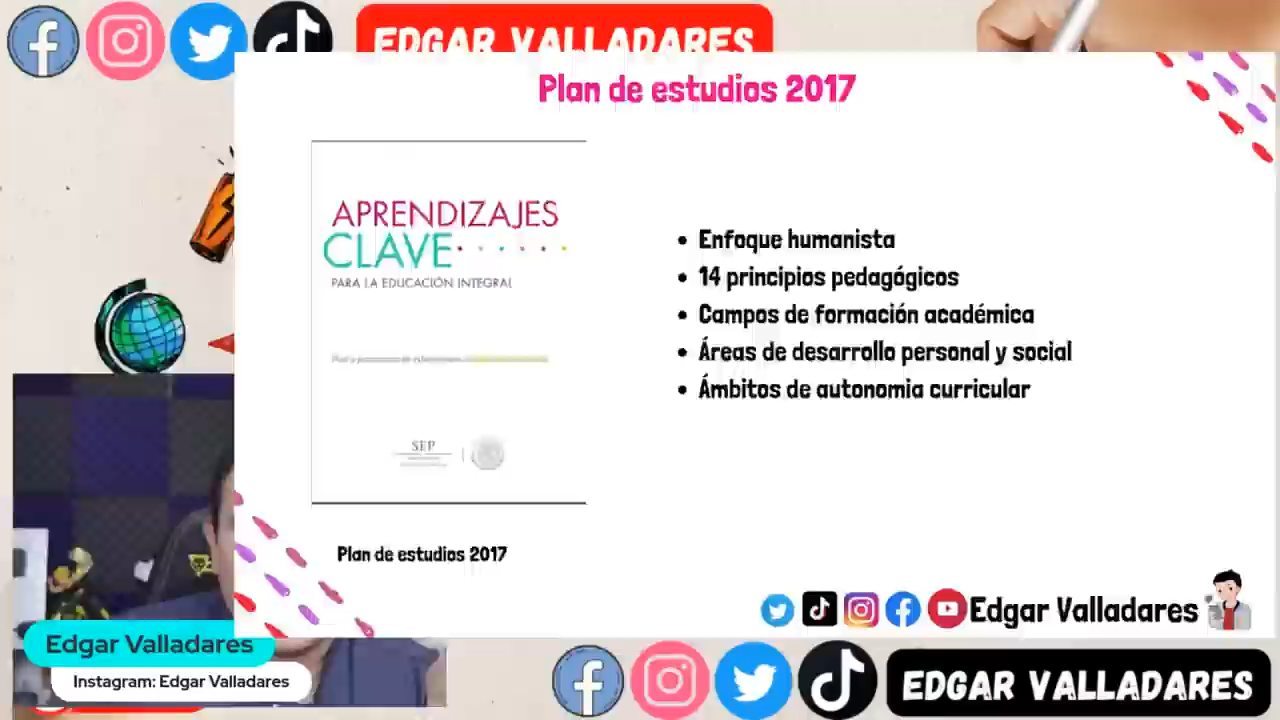 EDGAR VALLADARES
Plan de estudios 2017
APRENDIZAJES
CLAVE
PARA LA EDUCACIÓN INTEGRAL
SEP
Plan de estudios 2017
• Enfoque humanista
• 14 principios pedagógicos
• Campos de formación académica
• Áreas de desarrollo personal y social
• Ámbitos de autonomia curricular
Edgar Valladares
Edgar Valladares
Instagram: Edgar Valladares
EDGAR VALLADARES